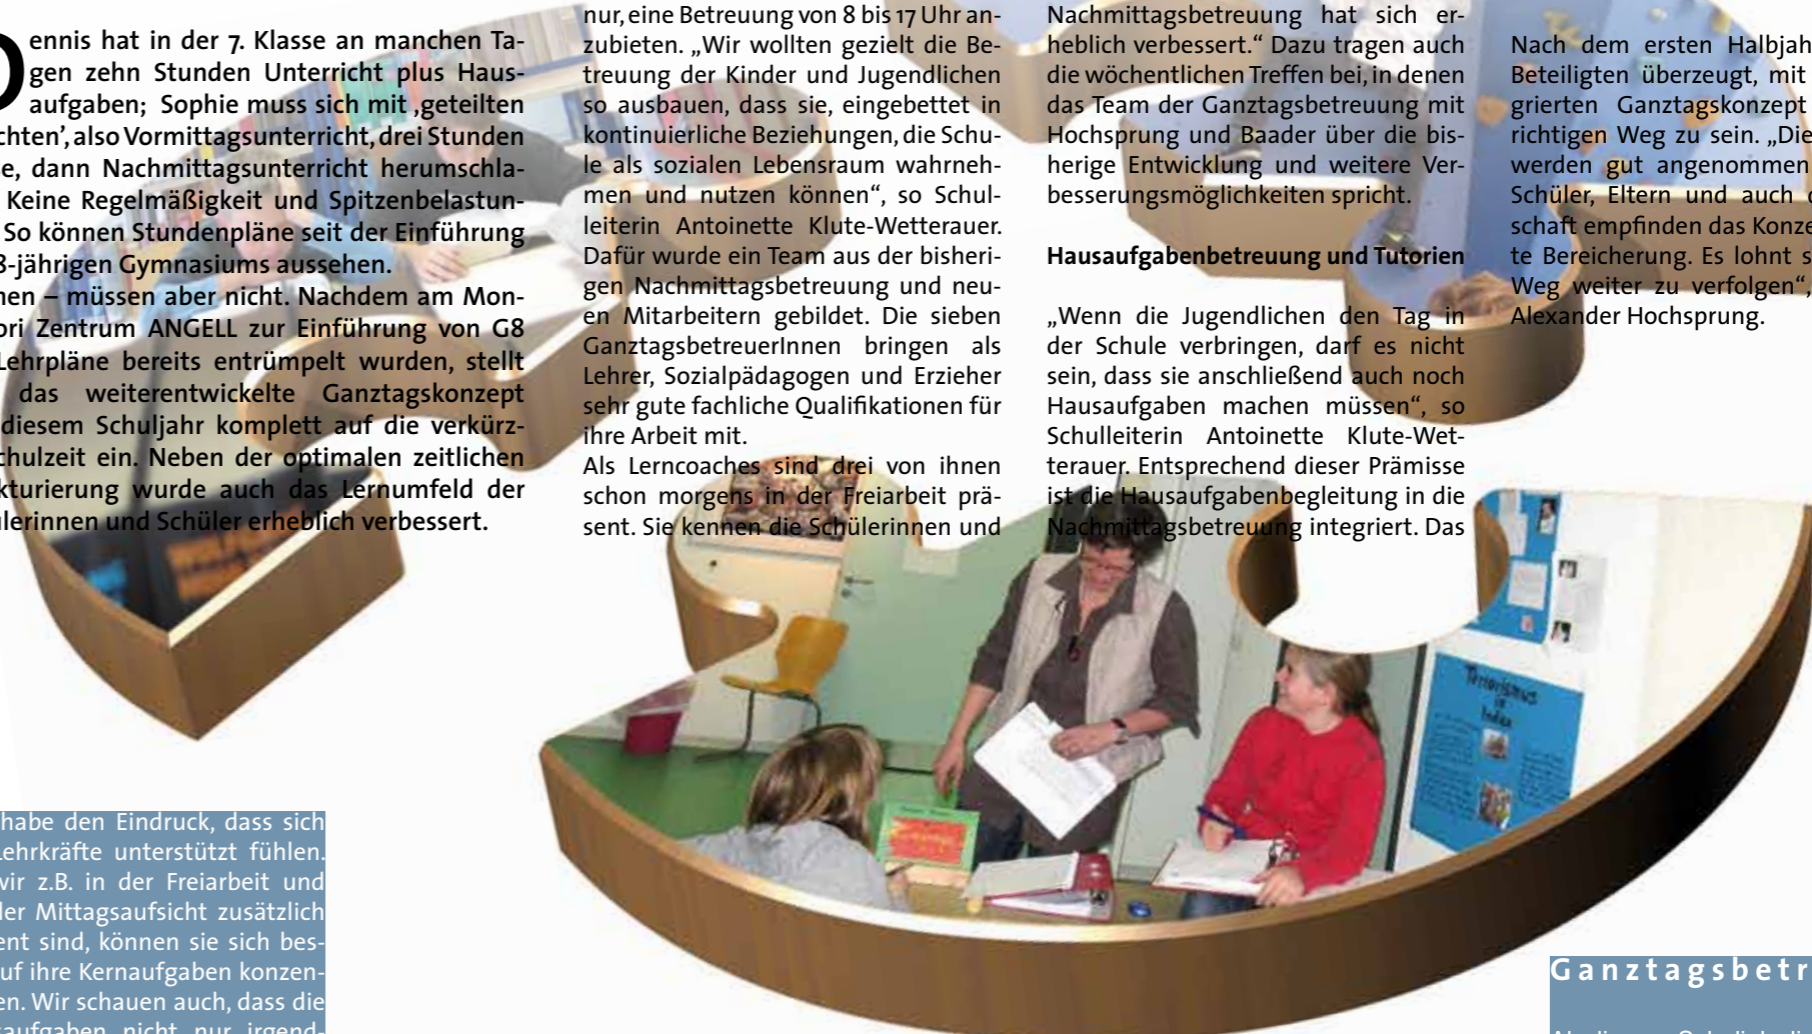 Dennis hat in der 7. Klasse an manchen Ta-
gen zehn Stunden Unterricht plus Haus-
aufgaben; Sophie muss sich mit ‚geteilten
chten’, also Vormittagsunterricht, drei Stunden
e, dann Nachmittagsunterricht herumschla-
Keine Regelmäßigkeit und Spitzenbelastun-
So können Stundenpläne seit der Einführung
8-jährigen Gymnasiums aussehen.
nen – müssen aber nicht. Nachdem am Mon-
ori Zentrum ANGELL zur Einführung von G8
Lehrpläne bereits entrümpelt wurden, stellt
das weiterentwickelte Ganztagskonzept
diesem Schuljahr komplett auf die verkürz-
chulzeit ein. Neben der optimalen zeitlichen
kturierung wurde auch das Lernumfeld der
ülerinnen und Schüler erheblich verbessert.
habe den Eindruck, dass sich
Lehrkräfte unterstützt fühlen.
wir z.B. in der Freiarbeit und
der Mittagsaufsicht zusätzlich
ent sind, können sie sich bes-
auf ihre Kernaufgaben konzen-
en. Wir schauen auch, dass die
saufgaben nicht nur irgend-
nur, eine Betreuung von 8 bis 17 Uhr an-
zubieten. „Wir wollten gezielt die Be-
treuung der Kinder und Jugendlichen
so ausbauen, dass sie, eingebettet in
kontinuierliche Beziehungen, die Schu-
le als sozialen Lebensraum wahrneh-
men und nutzen können“, so Schul-
leiterin Antoinette Klute-Wetterauer.
Dafür wurde ein Team aus der bisheri-
gen Nachmittagsbetreuung und neu-
en Mitarbeitern gebildet. Die sieben
GanztagsbetreuerInnen bringen als
Lehrer, Sozialpädagogen und Erzieher
sehr gute fachliche Qualifikationen für
ihre Arbeit mit.
Als Lerncoaches sind drei von ihnen
schon morgens in der Freiarbeit prä-
sent. Sie kennen die Schülerinnen und
Nachmittagsbetreuung hat sich er-
heblich verbessert.“ Dazu tragen auch
die wöchentlichen Treffen bei, in denen
das Team der Ganztagsbetreuung mit
Hochsprung und Baader über die bis-
herige Entwicklung und weitere Ver-
besserungsmöglichkeiten spricht.
Hausaufgabenbetreuung und Tutorien
„Wenn die Jugendlichen den Tag in
der Schule verbringen, darf es nicht
sein, dass sie anschließend auch noch
Hausaufgaben machen müssen“, so
Schulleiterin Antoinette Klute-Wet-
terauer. Entsprechend dieser Prämisse
ist die Hausaufgabenbegleitung in die
Nachmittagsbetreuung integriert. Das
Nach dem ersten Halbjah
Beteiligten überzeugt, mit
grierten Ganztagskonzept
richtigen Weg zu sein. „Die
werden gut angenommen
Schüler, Eltern und auch d
schaft empfinden das Konze
te Bereicherung. Es lohnt s
Weg weiter zu verfolgen“,
Alexander Hochsprung.
Terrorismus
in
Indien
Ganztagsbetr